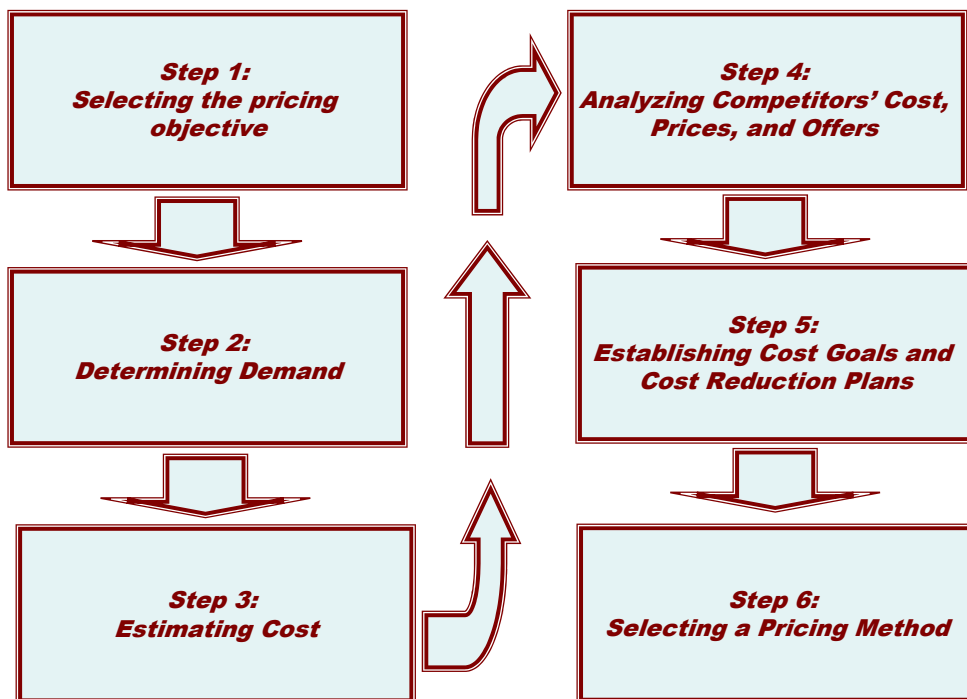 Step 1:
Selecting the pricing
objective
Step 2:
Determining Demand
Step 3:
Estimating Cost
Step 4:
Analyzing Competitors’ Cost,
Prices, and Offers
Step 5:
Establishing Cost Goals and
Cost Reduction Plans
Step 6:
Selecting a Pricing Method